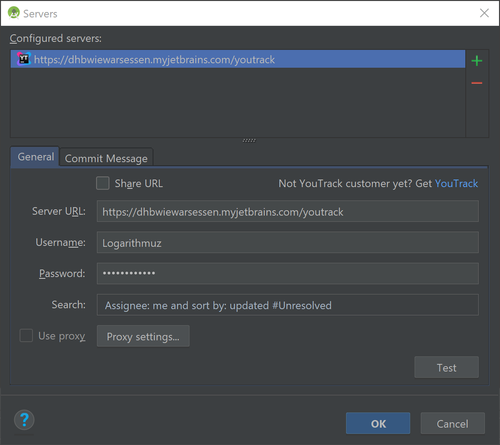 Servers
Configured servers:
https://dhbwiewarsessen.myjetbrains.com/youtrack
General
Commit Message
Share URL
Not YouTrack customer yet? Get YouTrack
Server URL:
https://dhbwiewarsessen.myjetbrains.com/youtrack
Username:
Logarithmuz
Password:
••••••••••••
Search:
Assignee: me and sort by: updated #Unresolved
Use proxy
Proxy settings...
Test
?
OK
Cancel